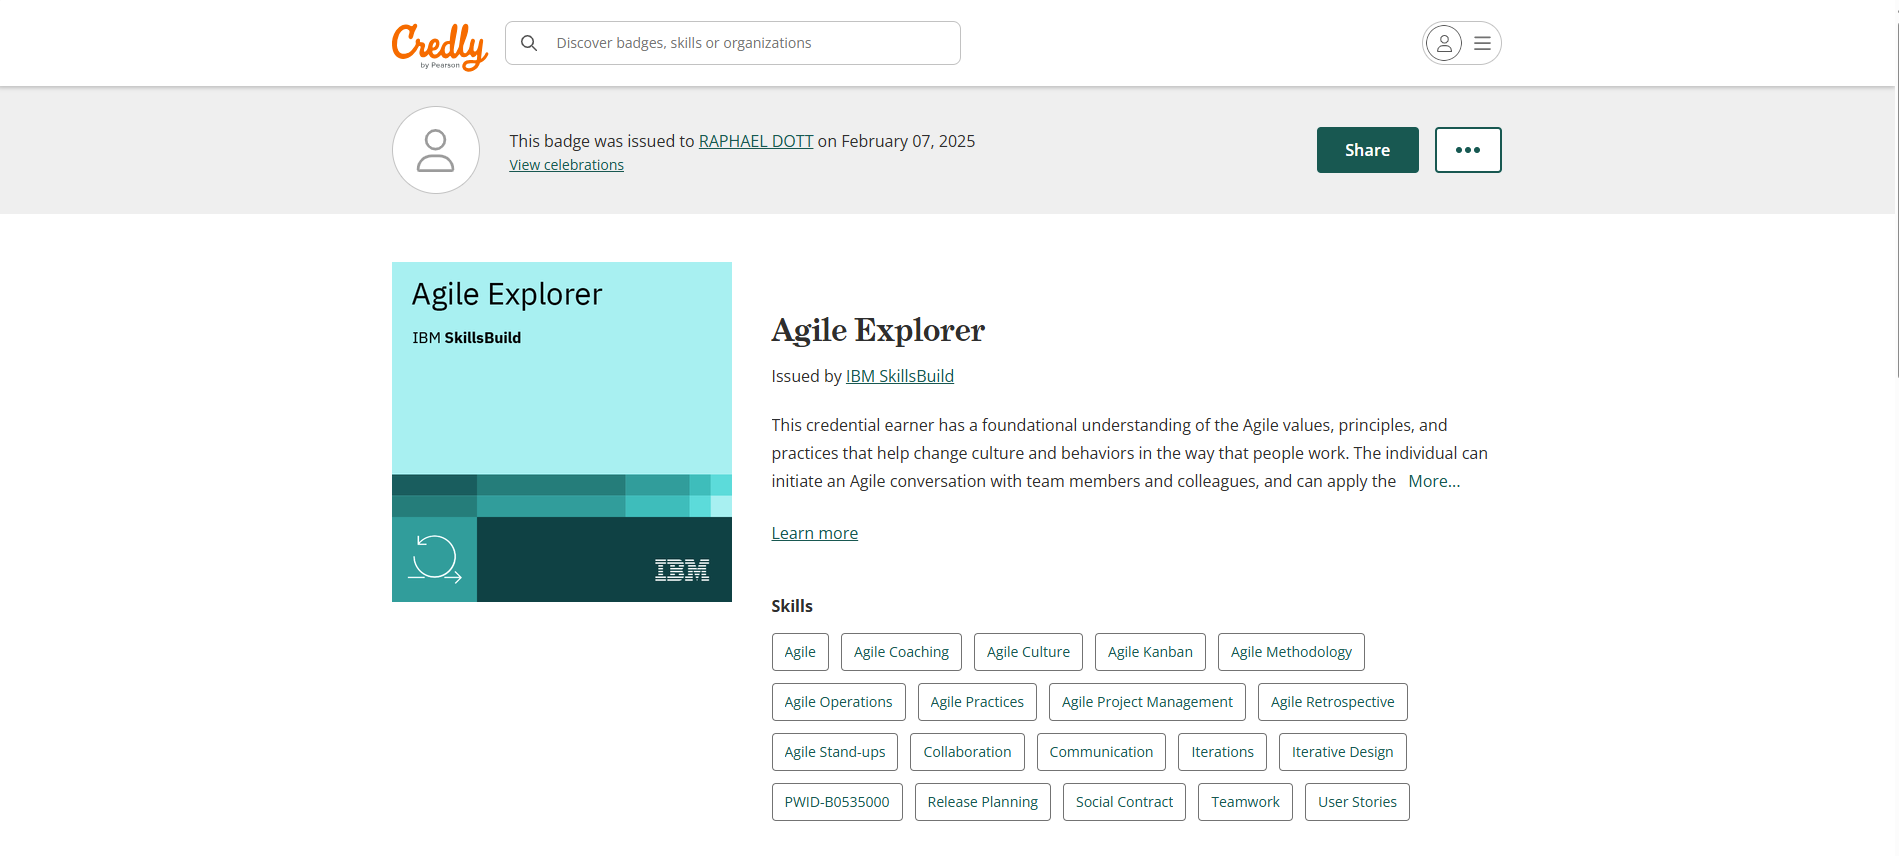 Credly
by Pearson
Discover badges, skills or organizations
This badge was issued to RAPHAEL DOTT on February 07, 2025
View celebrations
Share
Agile Explorer
IBM SkillsBuild
IBM
Agile Explorer
Issued by IBM SkillsBuild
This credential earner has a foundational understanding of the Agile values, principles, and
practices that help change culture and behaviors in the way that people work. The individual can
initiate an Agile conversation with team members and colleagues, and can apply the More...
Learn more
Skills
Agile Agile Coaching Agile Culture Agile Kanban Agile Methodology
Agile Operations Agile Practices Agile Project Management Agile Retrospective
Agile Stand-ups Collaboration Communication Iterations Iterative Design
PWID-B0535000 Release Planning Social Contract Teamwork User Stories